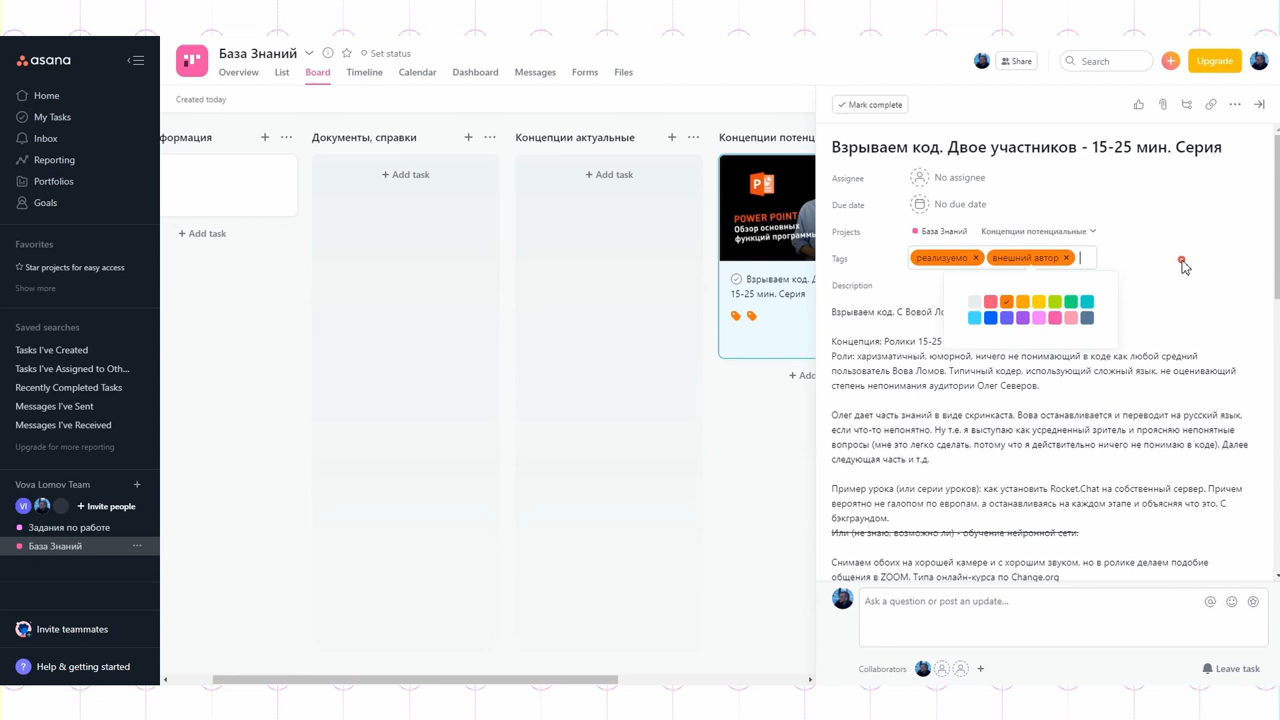 asana
Home
My Tasks
Inbox
Reporting
Portfolios
Goals
Favorites
Star projects for easy access
Show more
Saved searches
Tasks I've Created
Tasks I've Assigned to Oth...
Recently Completed Tasks
Messages I've Sent
Messages I've Received
Upgrade for more reporting
Vova Lomov Team
VI
Invite people
Задания по работе
База Знаний
Invite teammates
Help & getting started
База Знаний
Set status
Overview
List
Board
Timeline
Calendar
Dashboard
Messages
Forms
Files
Share
Search
Upgrade
Created today
формация
Add task
Документы, справки
Add task
Концепции актуальные
Add task
Концепции потенц
POWER POINT
Обзор основных
функций программы
Взрываем код. Д
15-25 мин. Серия
Add
Mark complete
Взрываем код. Двое участников - 15-25 мин. Серия
Assignee
No assignee
Due date
No due date
Projects
База Знаний
Концепции потенциальные
Tags
реализуемо ×
внешний автор ×
Description
Взрываем код. С Вовой Ло
Концепция: Ролики 15-25
Роли: харизматичный, юморной, ничего не понимающий в коде как любой средний
пользователь Вова Ломов. Типичный кодер, использующий сложный язык, не оценивающий
степень непонимания аудитории Олег Северов.
Олег дает часть знаний в виде скринкаста, Вова останавливается и переводит на русский язык,
если что-то непонятно. Ну т.е. я выступаю как усредненный зритель и проясняю непонятные
вопросы (мне это легко сделать, потому что я действительно ничего не понимаю в коде). Далее
следующая часть и т.д.
Пример урока (или серии уроков): как установить Rocket.Chat на собственный сервер. Причем
вероятно не галопом по европам, а останавливаясь на каждом этапе и объясняя что это. С
бэкграундом.
Или (не знаю, возможно ли) - обучение нейронной сети.
Снимаем обоих на хорошей камере и с хорошим звуком, но в ролике делаем подобие
общения в ZOOM. Типа онлайн-курса по Change.org
Ask a question or post an update...
Collaborators
Leave task